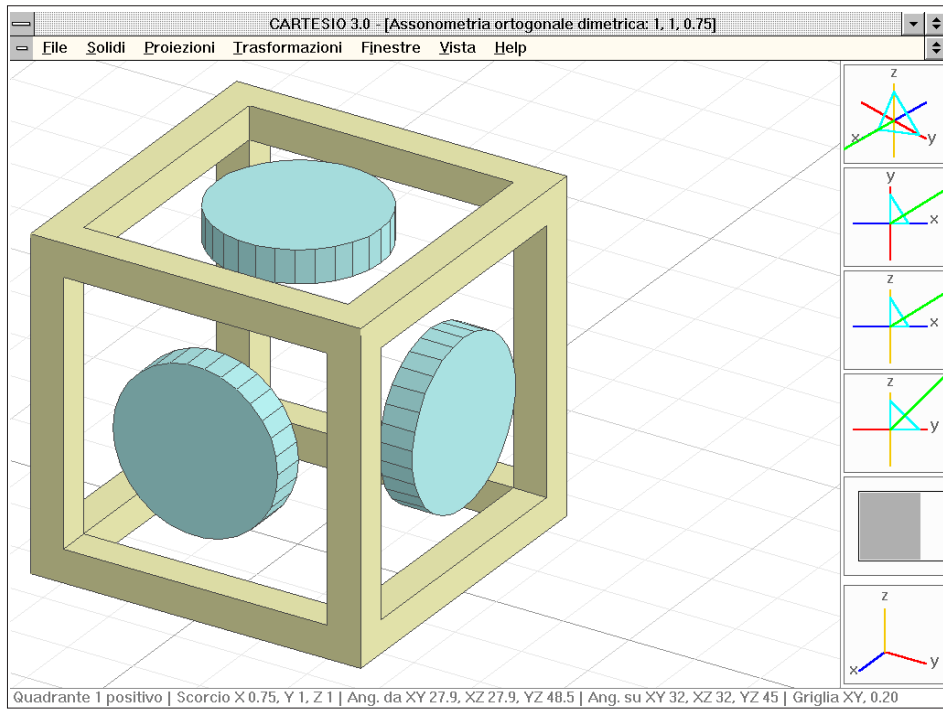 CARTESIO 3.0 - [Assonometria ortogonale dimetrica: 1, 1, 0.75]
File Solidi Proiezioni Trasformazioni Finestre Vista Help
z
x y
y
x
z
x
z
y
z
x y
Quadrante 1 positivo | Scorcio X 0.75, Y 1, Z 1 | Ang. da XY 27.9, XZ 27.9, YZ 48.5 | Ang. su XY 32, XZ 32, YZ 45 | Griglia XY, 0.20